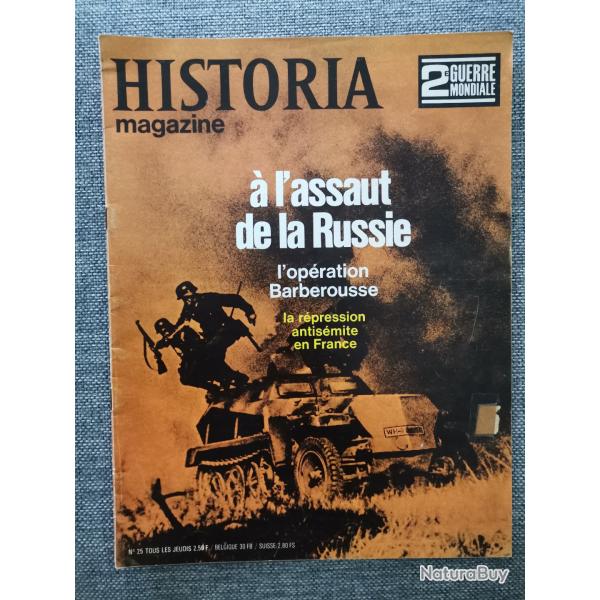 HISTORIA
magazine
2E GUERRE
MONDIALE
à l'assaut
de la Russie
l'opération
Barberousse
la répression
antisémite
en France
N° 25 TOUS LES JEUDIS 2,50F / BELGIQUE 30 FB / SUISSE 2,80 FS
NaturaBuy